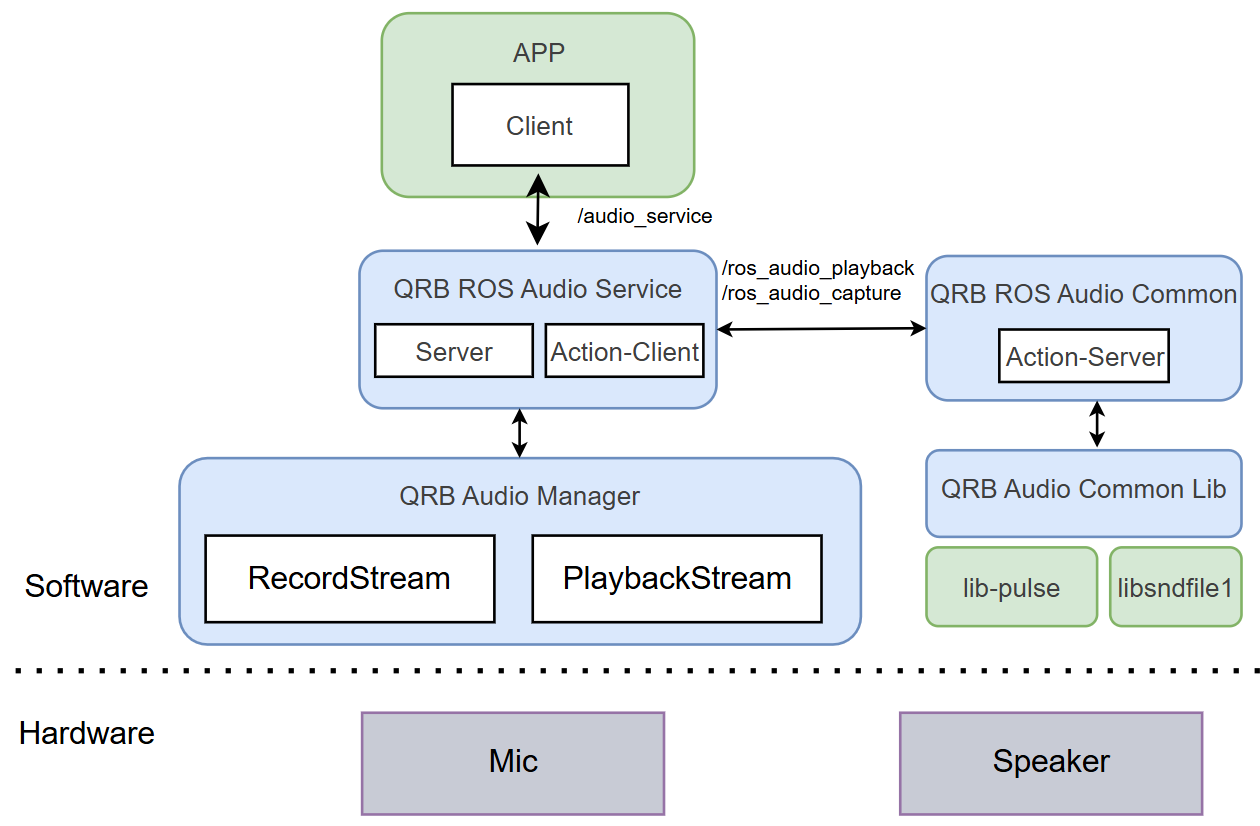 APP
Client
/audio_service
QRB ROS Audio Service
Server
Action-Client
/ros_audio_playback
/ros_audio_capture
QRB ROS Audio Common
Action-Server
QRB Audio Manager
RecordStream
PlaybackStream
QRB Audio Common Lib
lib-pulse
libsndfile1
Software
Hardware
Mic
Speaker